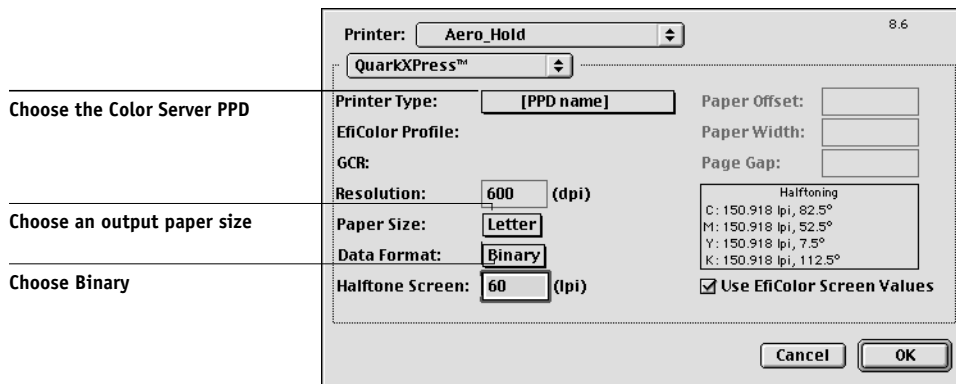 8.6
Printer: Aero_Hold
QuarkXPress™
Choose the Color Server PPD
Printer Type: [PPD name]
Paper Offset:
EfiColor Profile:
Paper Width:
GCR:
Page Gap:
Resolution: 600 (dpi)
Halftoning
C: 150.918 lpi, 82.5°
M: 150.918 lpi, 52.5°
Y: 150.918 lpi, 7.5°
K: 150.918 lpi, 112.5°
Choose an output paper size
Paper Size: Letter
Data Format: Binary
Choose Binary
Halftone Screen: 60 (lpi)
Use EfiColor Screen Values
Cancel
OK